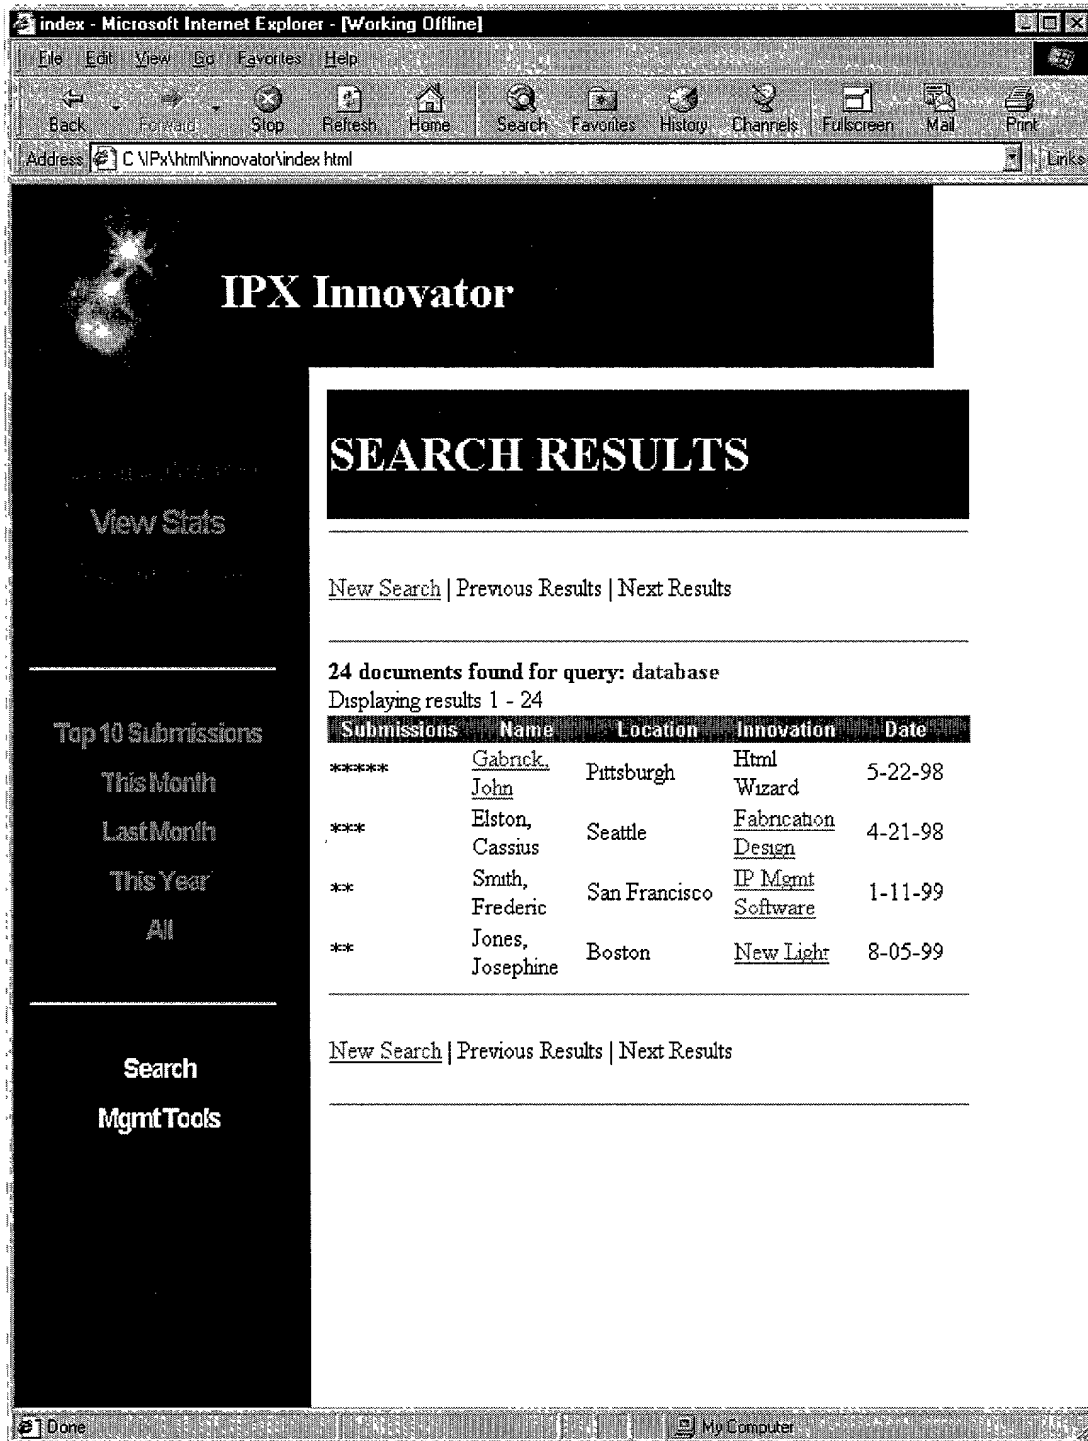 index - Microsoft Internet Explorer - [Working Offline]
File Edit View Go Favorites Help
Back Forward Stop Refresh Home Search Favorites History Channels Fullscreen Mail Print
Address C \IPx\html\innovator\index html Links
IPX Innovator
SEARCH RESULTS
View Stats
New Search | Previous Results | Next Results
24 documents found for query: database
Displaying results 1 - 24
Top 10 Submissions
This Month
Last Month
This Year
All
Submissions Name Location Innovation Date
***** Gabrick, John Pittsburgh Html Wizard 5-22-98
*** Elston, Cassius Seattle Fabrication Design 4-21-98
** Smith, Frederic San Francisco IP Mgmt Software 1-11-99
** Jones, Josephine Boston New Light 8-05-99
New Search | Previous Results | Next Results
Search
Mgmt Tools
Done My Computer